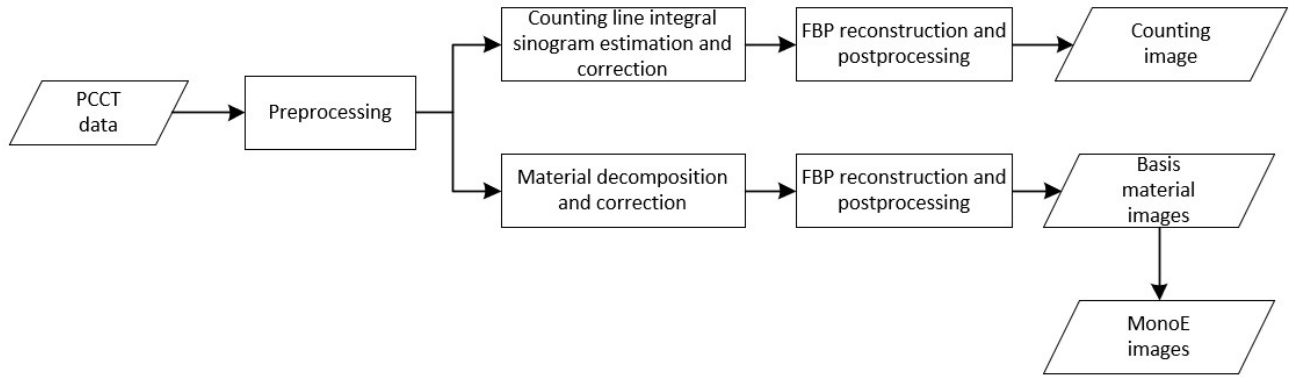 PCCT
data
Preprocessing
Counting line integral
sinogram estimation and
correction
FBP reconstruction and
postprocessing
Counting
image
Material decomposition
and correction
FBP reconstruction and
postprocessing
Basis
material
images
MonoE
images